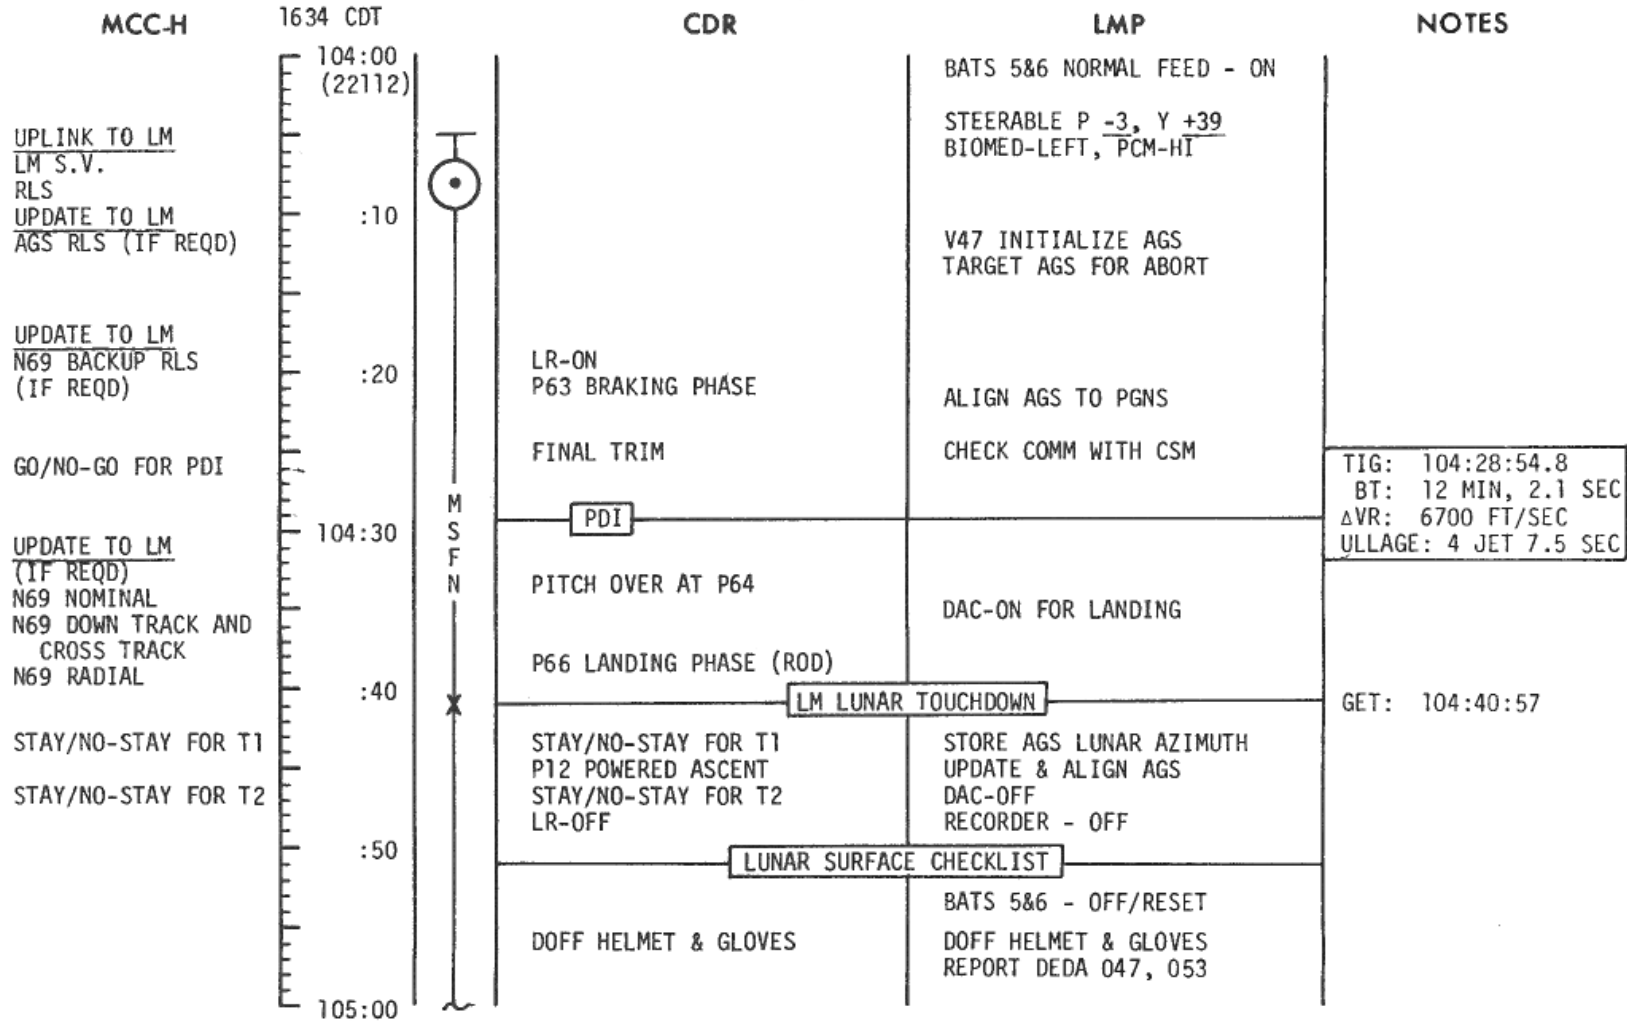 MCC-H
1634 CDT
CDR
LMP
NOTES
104:00
(22112)
:10
:20
104:30
:40
:50
105:00
UPLINK TO LM
LM S.V.
RLS
UPDATE TO LM
AGS RLS (IF REQD)
UPDATE TO LM
N69 BACKUP RLS
(IF REQD)
GO/NO-GO FOR PDI
UPDATE TO LM
(IF REQD)
N69 NOMINAL
N69 DOWN TRACK AND
CROSS TRACK
N69 RADIAL
STAY/NO-STAY FOR T1
STAY/NO-STAY FOR T2
M
S
F
N
LR-ON
P63 BRAKING PHASE
FINAL TRIM
PDI
PITCH OVER AT P64
P66 LANDING PHASE (ROD)
LM LUNAR TOUCHDOWN
STAY/NO-STAY FOR T1
P12 POWERED ASCENT
STAY/NO-STAY FOR T2
LR-OFF
LUNAR SURFACE CHECKLIST
DOFF HELMET & GLOVES
BATS 5&6 NORMAL FEED - ON
STEERABLE P -3, Y +39
BIOMED-LEFT, PCM-HI
V47 INITIALIZE AGS
TARGET AGS FOR ABORT
ALIGN AGS TO PGNS
CHECK COMM WITH CSM
DAC-ON FOR LANDING
STORE AGS LUNAR AZIMUTH
UPDATE & ALIGN AGS
DAC-OFF
RECORDER - OFF
BATS 5&6 - OFF/RESET
DOFF HELMET & GLOVES
REPORT DEDA 047, 053
TIG: 104:28:54.8
BT: 12 MIN, 2.1 SEC
ΔVR: 6700 FT/SEC
ULLAGE: 4 JET 7.5 SEC
GET: 104:40:57